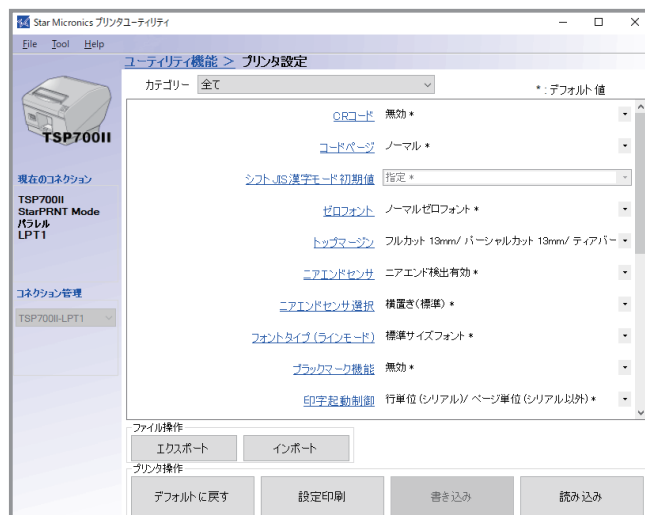 Star Micronics プリンタユーティリティ
File Tool Help
ユーティリティ機能 > プリンタ設定
カテゴリー 全て
* : デフォルト値
TSP700II
現在のコネクション
TSP700II
StarPRNT Mode
パラレル
LPT1
コネクション管理
TSP700II-LPT1
CRコード 無効 *
コードページ ノーマル *
シフトJIS漢字モード初期値 指定 *
ゼロフォント ノーマルゼロフォント *
トップマージン フルカット 13mm/ パーシャルカット 13mm/ ティアバー
ニアエンドセンサ ニアエンド検出有効 *
ニアエンドセンサ選択 横置き(標準) *
フォントタイプ (ラインモード) 標準サイズフォント *
ブラックマーク機能 無効 *
印字起動制御 行単位 (シリアル)/ ページ単位 (シリアル以外) *
ファイル操作
エクスポート インポート
プリンタ操作
デフォルトに戻す 設定印刷 書き込み 読み込み